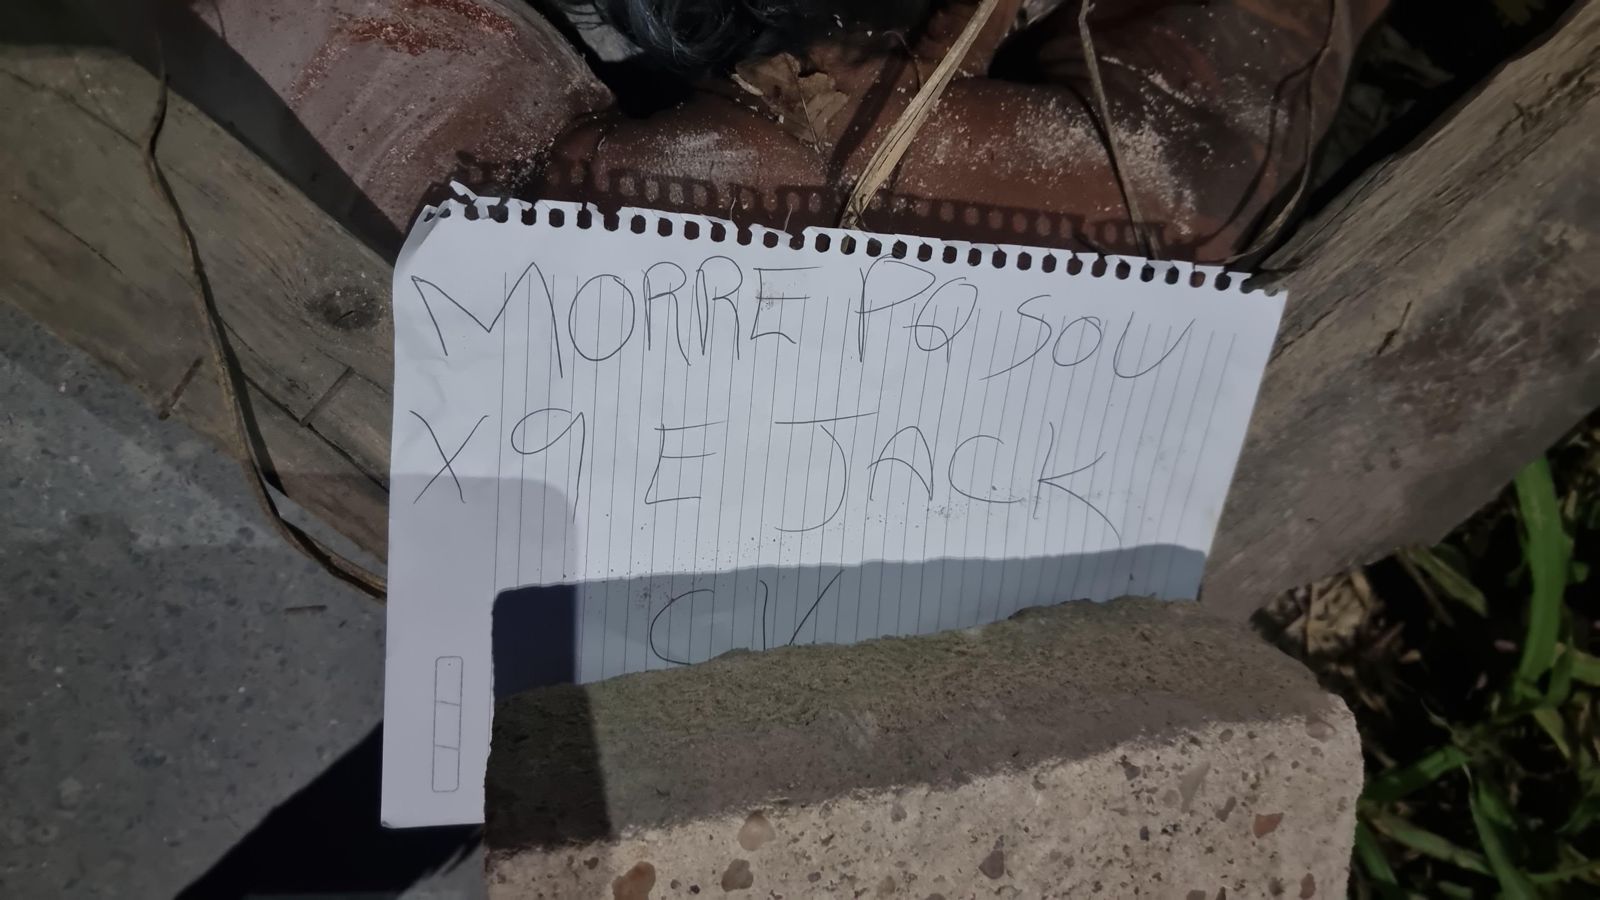 MORRE PQ SOU
X9 E JACK
CV